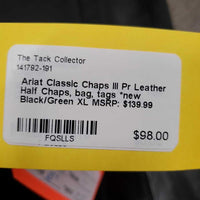 The Tack Collector
141792-191
Ariat Classic Chaps III Pr Leather
Half Chaps, bag, tags *new
Black/Green XL MSRP: $139.99
$98.00
FQSLLS